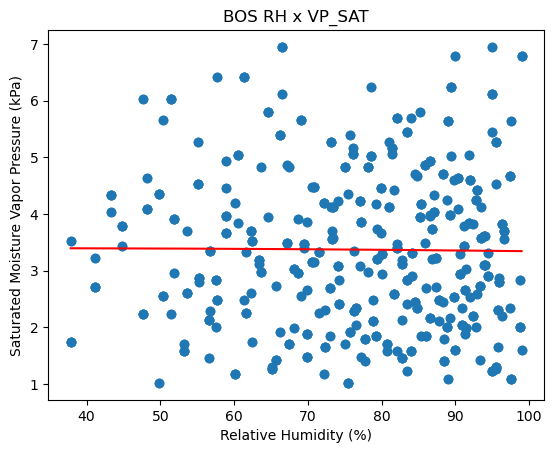 BOS RH x VP_SAT
7
6
5
4
3
2
1
Saturated Moisture Vapor Pressure (kPa)
40 50 60 70 80 90 100
Relative Humidity (%)